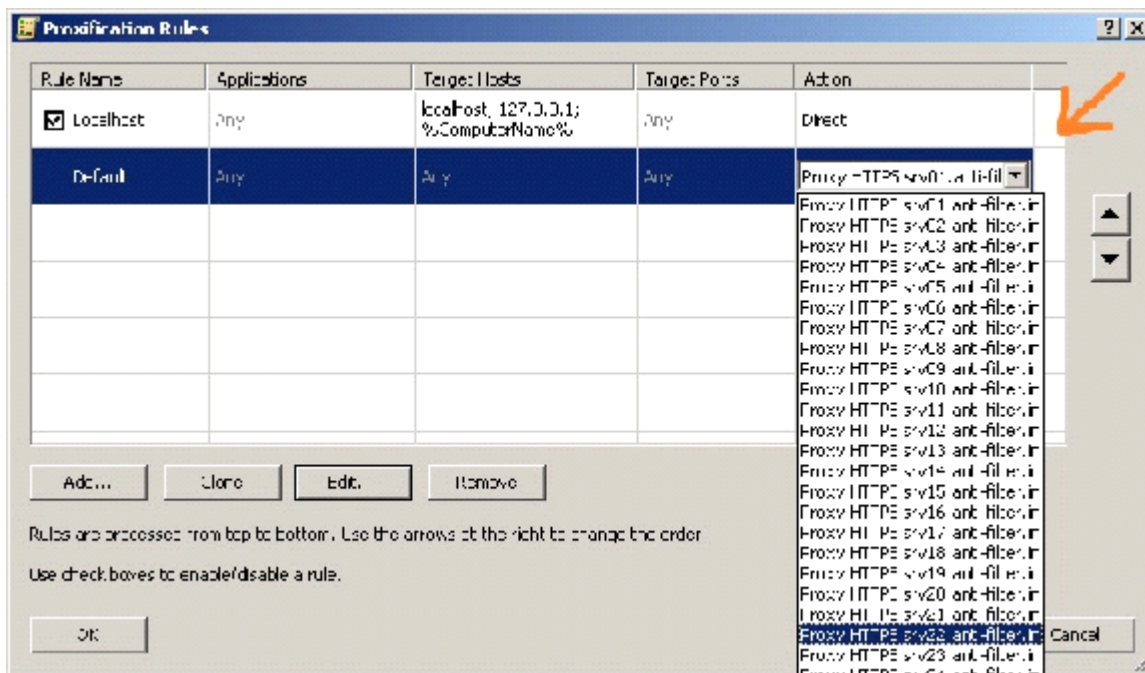 Proxification Rules
Rule Name Applications Target Hosts Target Ports Action
Localhost Any localhost; 127.0.0.1; %ComputerName% Any Direct
Default Any Any Any Proxy HTTPS srv01.anti-fil
Proxy HTTPS srv01.anti-filter.ir
Proxy HTTPS srv02.anti-filter.ir
Proxy HTTPS srv03.anti-filter.ir
Proxy HTTPS srv04.anti-filter.ir
Proxy HTTPS srv05.anti-filter.ir
Proxy HTTPS srv06.anti-filter.ir
Proxy HTTPS srv07.anti-filter.ir
Proxy HTTPS srv08.anti-filter.ir
Proxy HTTPS srv09.anti-filter.ir
Proxy HTTPS srv10.anti-filter.ir
Proxy HTTPS srv11.anti-filter.ir
Proxy HTTPS srv12.anti-filter.ir
Proxy HTTPS srv13.anti-filter.ir
Proxy HTTPS srv14.anti-filter.ir
Proxy HTTPS srv15.anti-filter.ir
Proxy HTTPS srv16.anti-filter.ir
Proxy HTTPS srv17.anti-filter.ir
Proxy HTTPS srv18.anti-filter.ir
Proxy HTTPS srv19.anti-filter.ir
Proxy HTTPS srv20.anti-filter.ir
Proxy HTTPS srv21.anti-filter.ir
Proxy HTTPS srv22.anti-filter.ir
Proxy HTTPS srv23.anti-filter.ir
Add... Clone Edit... Remove
Rules are processed from top to bottom. Use the arrows at the right to change the order.
Use check boxes to enable/disable a rule.
OK Cancel